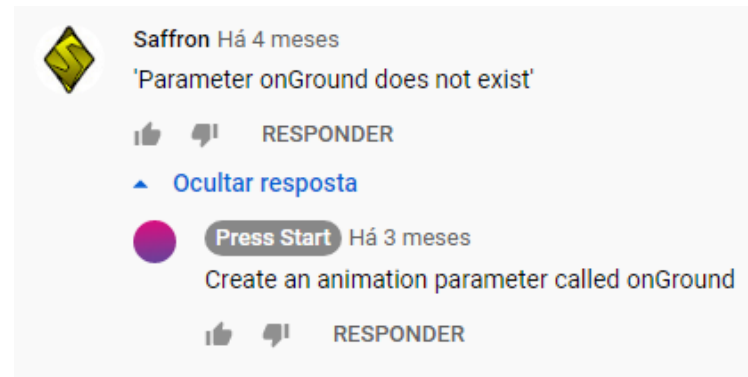 Saffron Há 4 meses
'Parameter onGround does not exist'
RESPONDER
Ocultar resposta
Press Start Há 3 meses
Create an animation parameter called onGround
RESPONDER